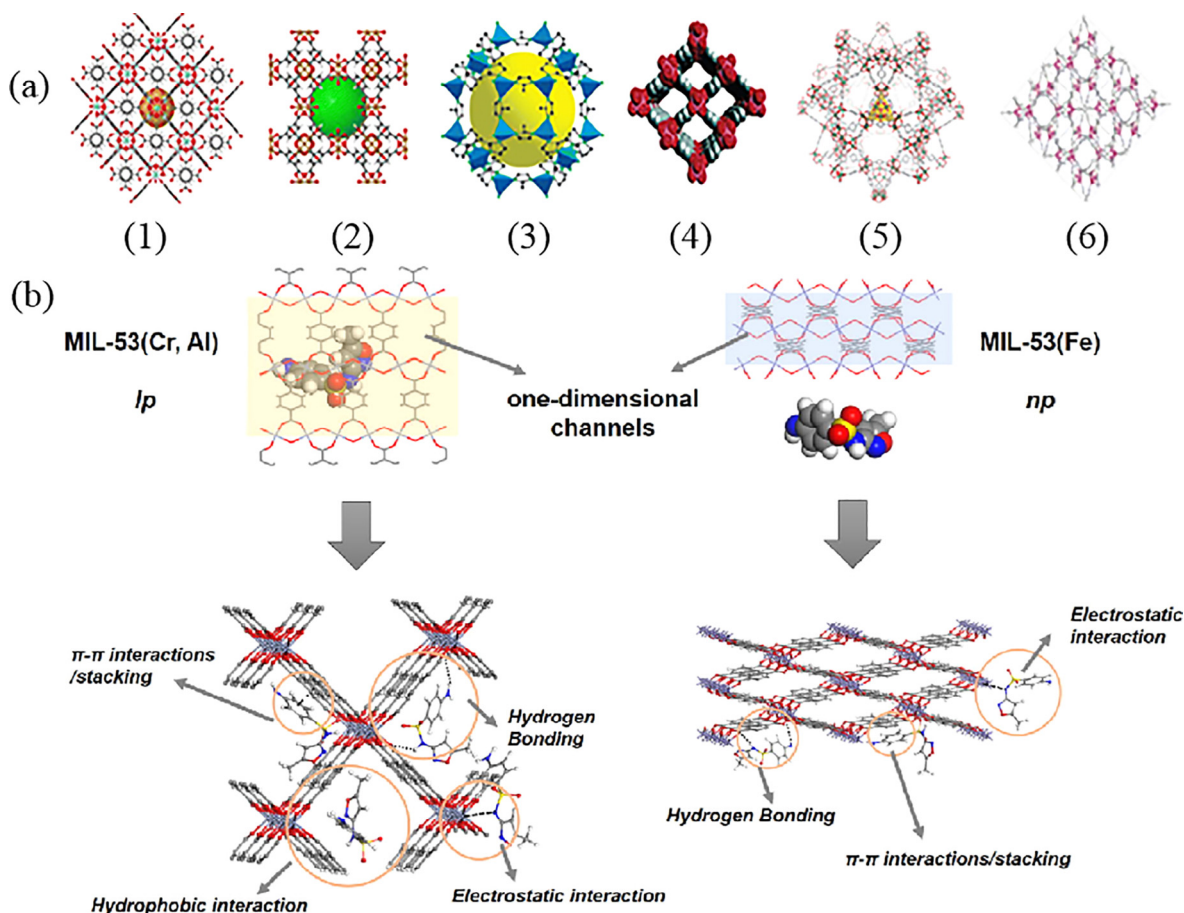 (a)
(1) (2) (3) (4) (5) (6)
(b)
MIL-53(Cr, Al)
lp
one-dimensional
channels
MIL-53(Fe)
np
π-π interactions
/stacking
Hydrogen
Bonding
Hydrophobic interaction
Electrostatic interaction
Electrostatic
interaction
Hydrogen Bonding
π-π interactions/stacking